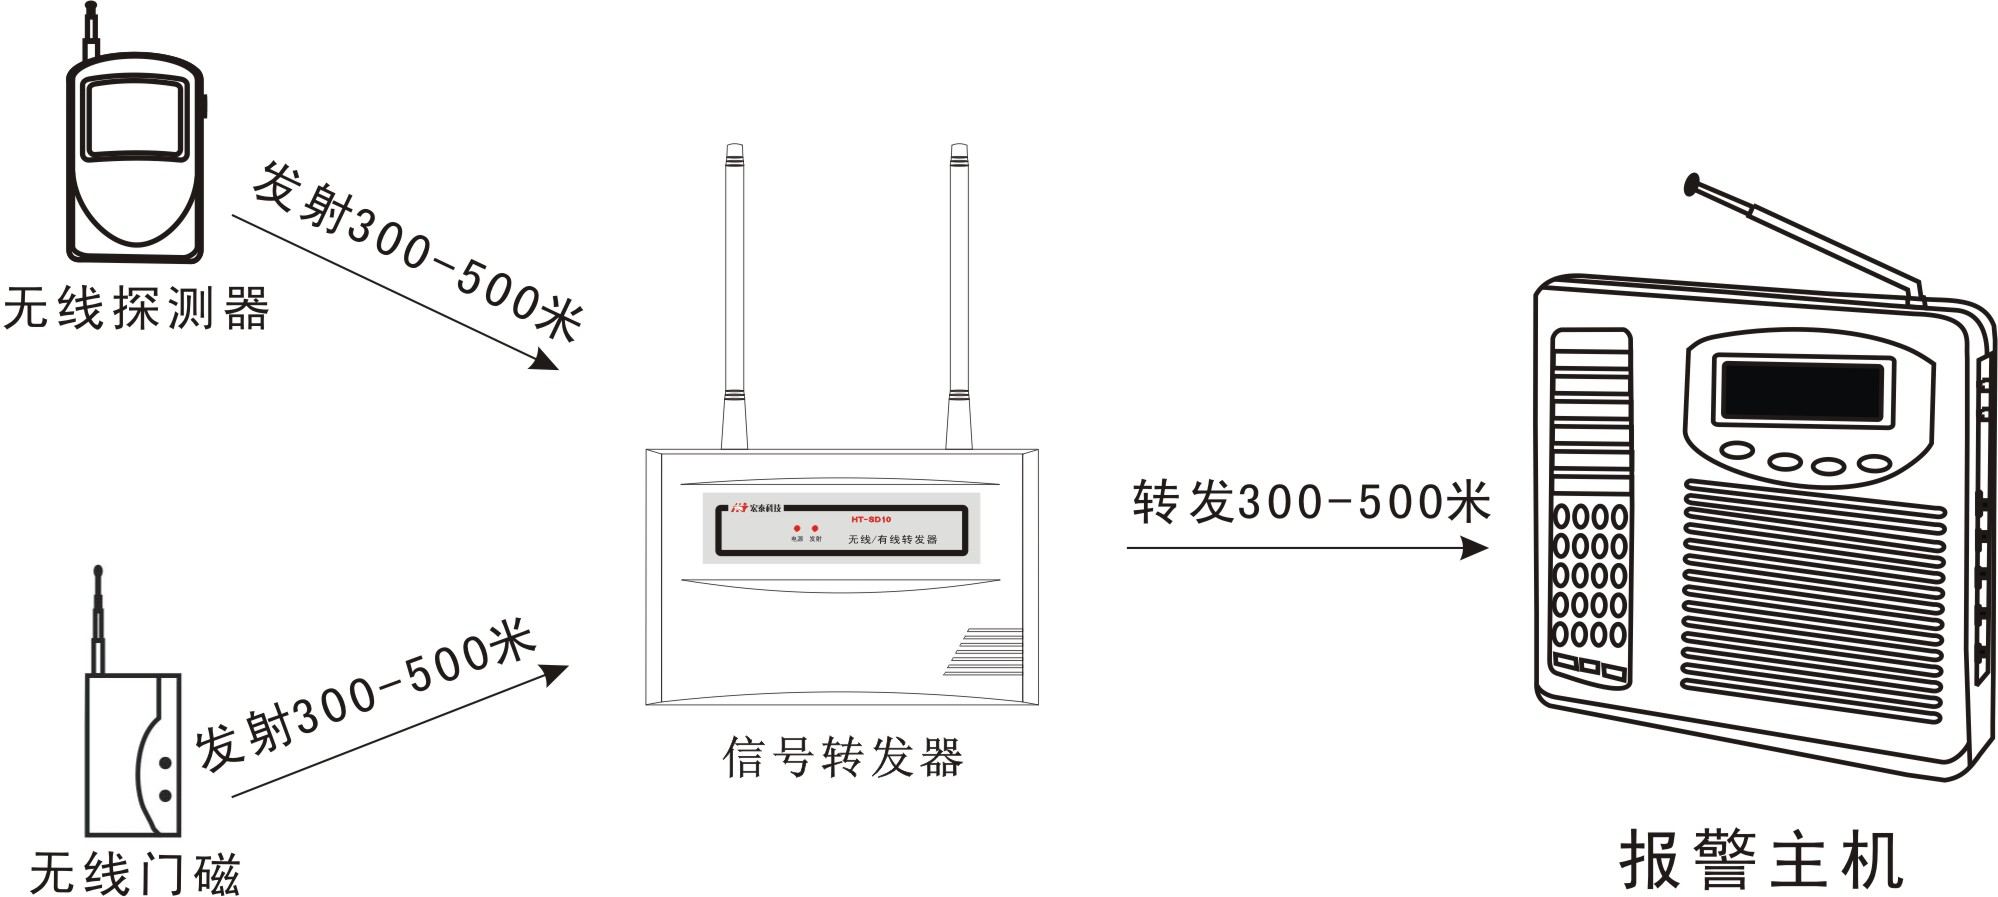 发射300-500米
无线探测器
宏泰科技
HT-SD10
电源 发射
无线/有线转发器
转发300-500米
发射300-500米
信号转发器
无线门磁
报警主机